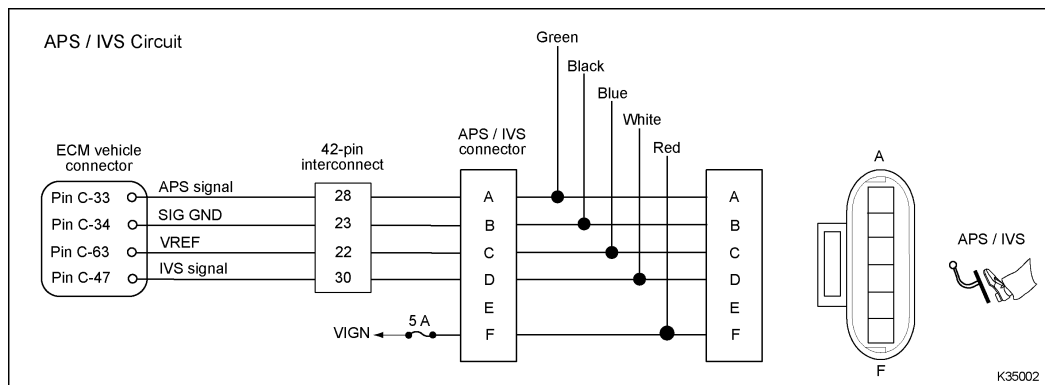 APS / IVS Circuit
Green
Black
Blue
White
Red
ECM vehicle
connector
42-pin
interconnect
APS / IVS
connector
Pin C-33
APS signal
28
A
A
Pin C-34
SIG GND
23
B
B
Pin C-63
VREF
22
C
C
Pin C-47
IVS signal
30
D
D
E
E
VIGN
5 A
F
F
A
F
APS / IVS
K35002